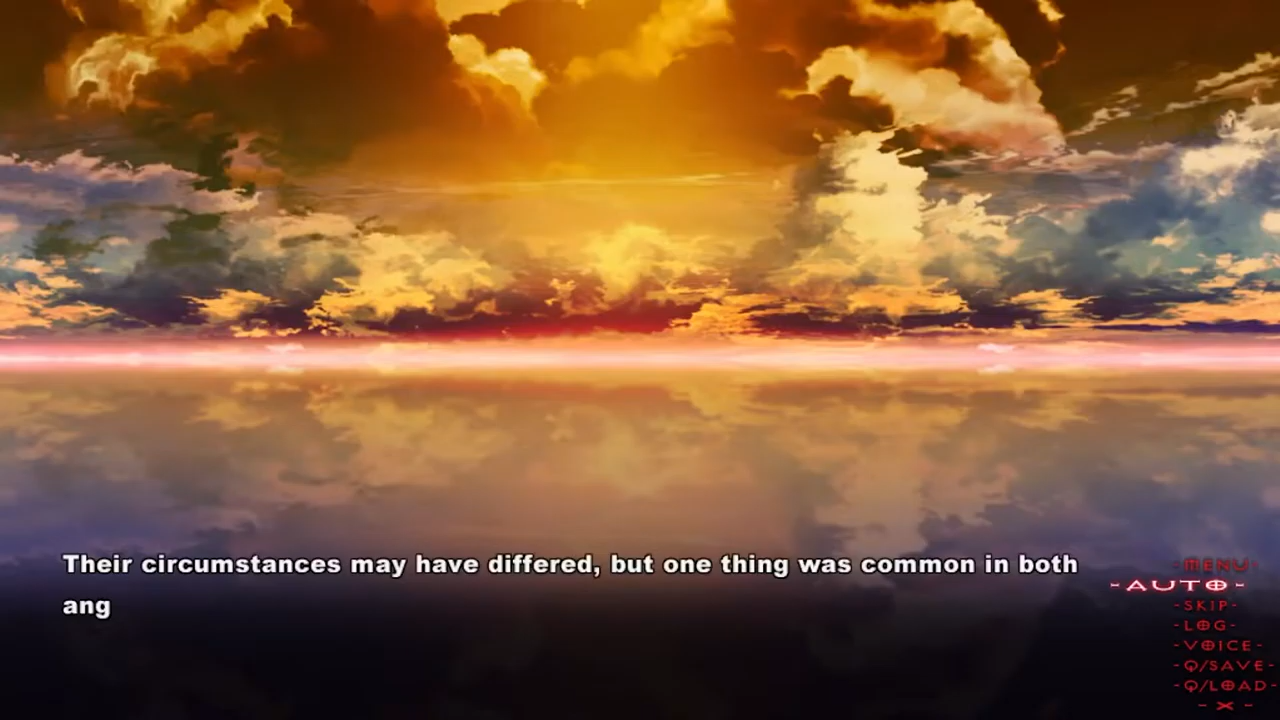 Their circumstances may have differed, but one thing was common in both
ang
-MENU-
-AUTO-
-SKIP-
-LOG-
-VOICE-
-Q/SAVE-
-Q/LOAD-
-X-